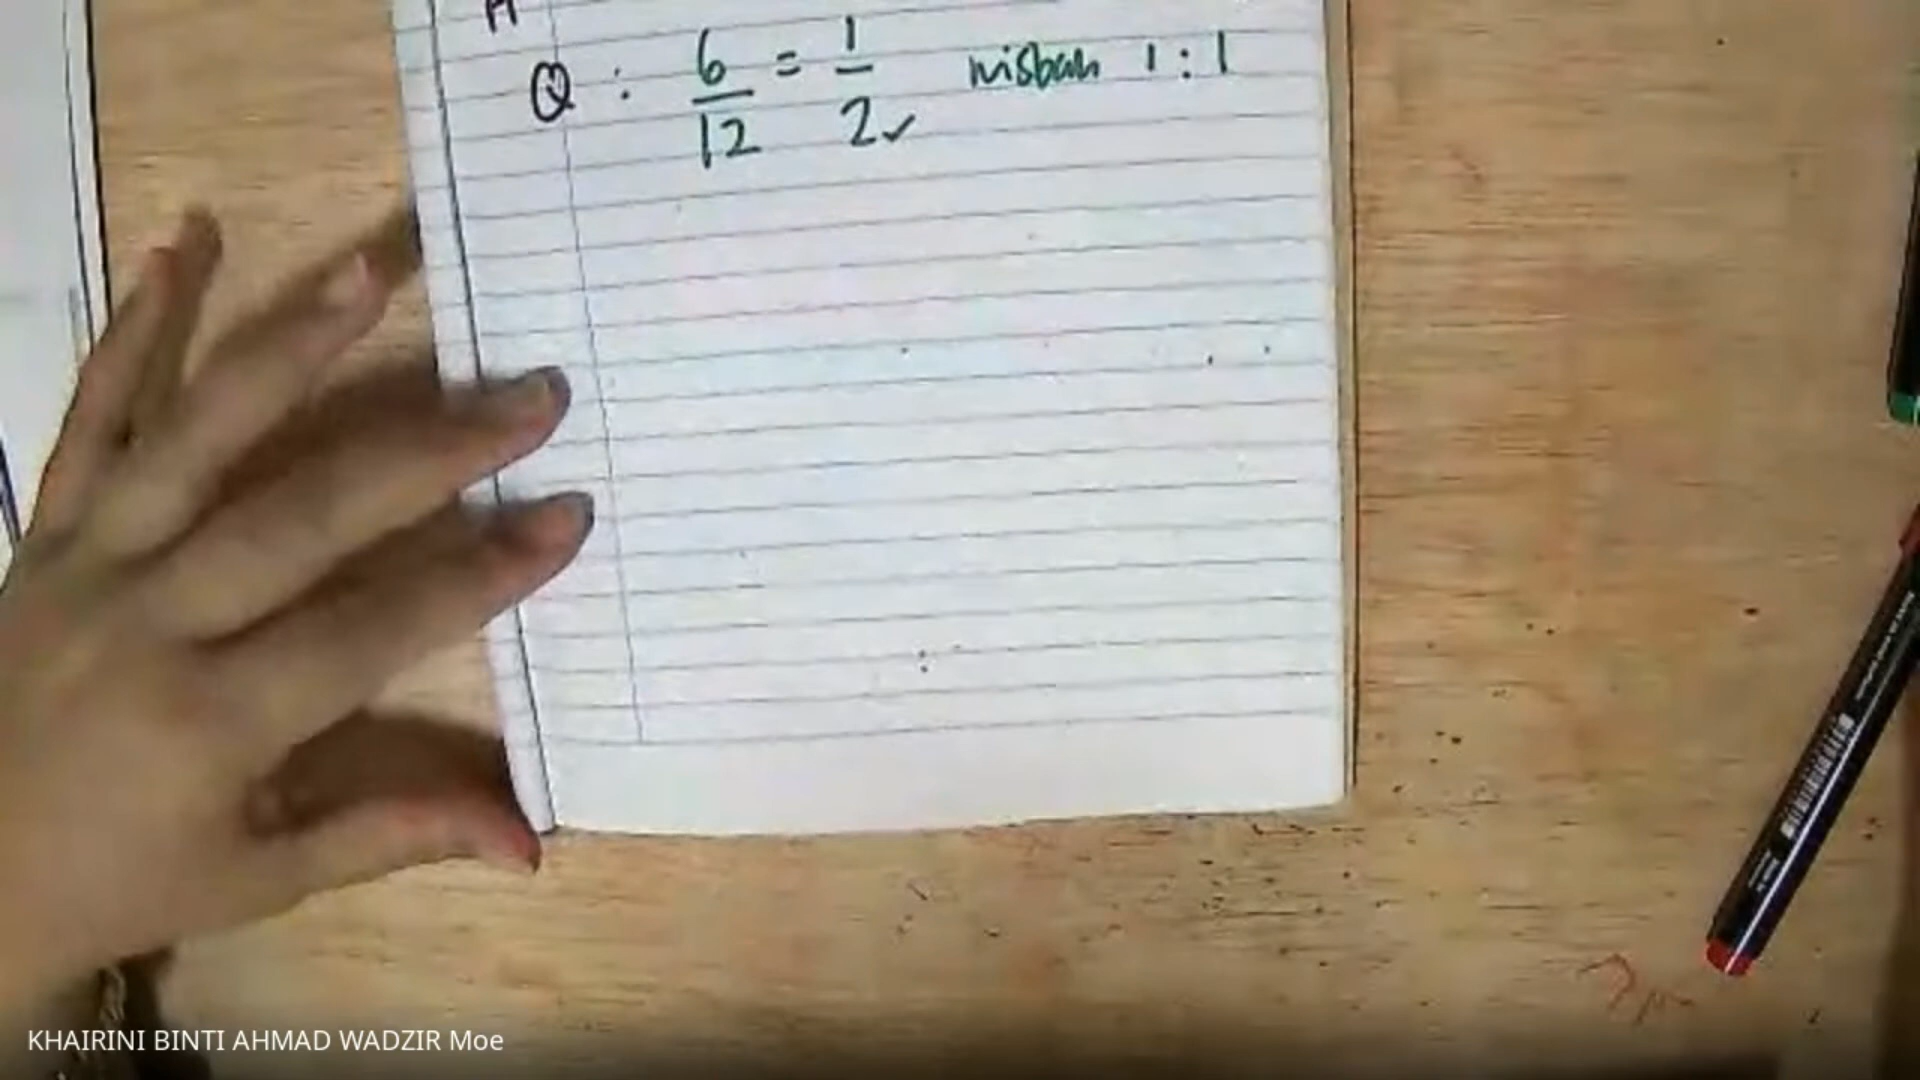 Q : 6/12 = 1/2 ✓ nisbah 1 : 1
KHAIRINI BINTI AHMAD WADZIR Moe